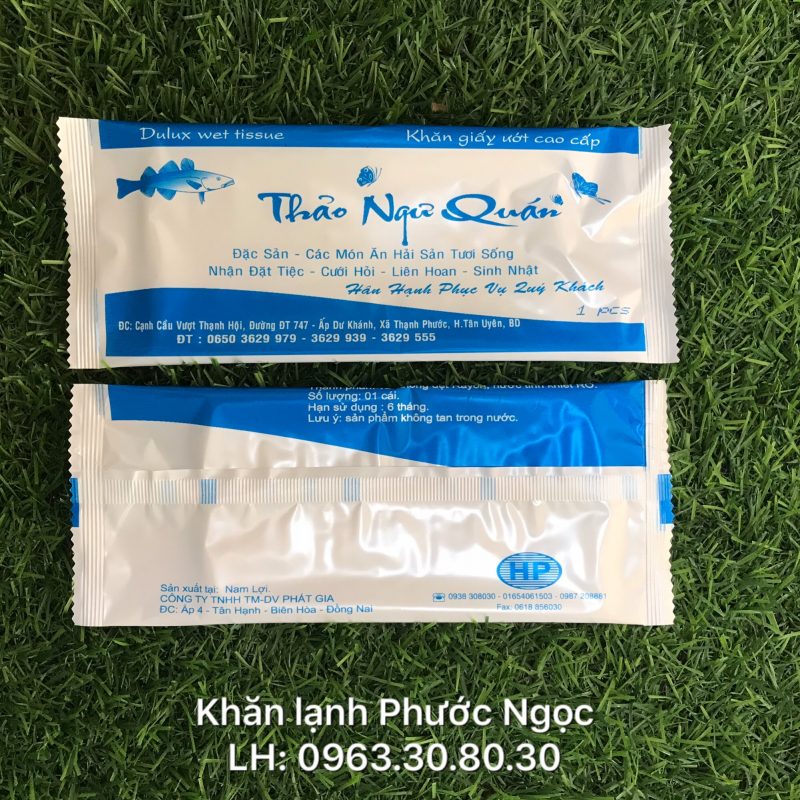 Dulux wet tissue
Khăn giấy ướt cao cấp
Thảo Ngư Quán
Đặc Sản - Các Món Ăn Hải Sản Tươi Sống
Nhận Đặt Tiệc - Cưới Hỏi - Liên Hoan - Sinh Nhật
Hân Hạnh Phục Vụ Quý Khách
1 pcs
ĐC: Cạnh Cầu Vượt Thạnh Hội, Đường ĐT 747 - Ấp Dư Khánh, Xã Thạnh Phước, H.Tân Uyên, BD
ĐT : 0650 3629 979 - 3629 939 - 3629 555
Số lượng: 01 cái.
Hạn sử dụng : 6 tháng.
Lưu ý: sản phẩm không tan trong nước.
HP
Sản xuất tại: Nam Lợi.
CÔNG TY TNHH TM-DV PHÁT GIA
ĐC: Ấp 4 - Tân Hạnh - Biên Hòa - Đồng Nai
☎ 0938 308030 - 01654061503 - 0987 208881
Fax: 0618 856030
Khăn lạnh Phước Ngọc
LH: 0963.30.80.30